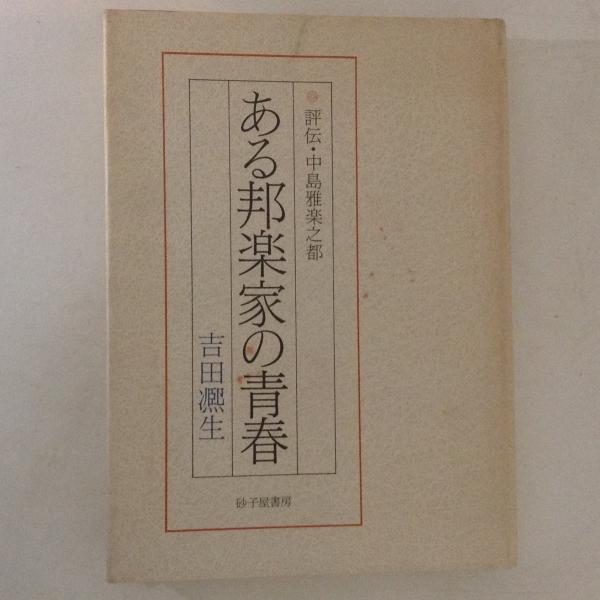 評伝・中島雅楽之都
ある邦楽家の青春
吉田凞生
砂子屋書房